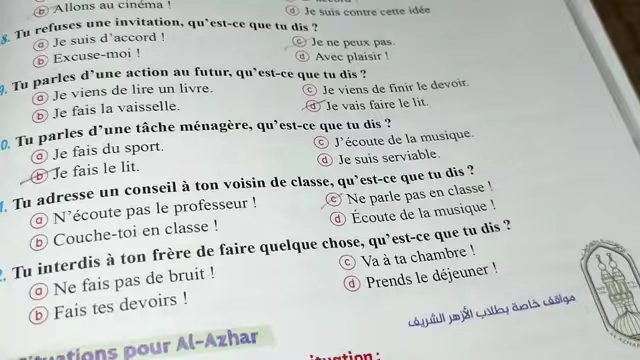 ⓑ Allons au cinéma !
ⓓ Je suis contre cette idée
8. Tu refuses une invitation, qu'est-ce que tu dis ?
ⓐ Je suis d'accord !
ⓒ Je ne peux pas.
ⓑ Excuse-moi !
ⓓ Avec plaisir !
9. Tu parles d'une action au futur, qu'est-ce que tu dis ?
ⓐ Je viens de lire un livre.
ⓒ Je viens de finir le devoir.
ⓑ Je fais la vaisselle.
ⓓ Je vais faire le lit.
0. Tu parles d'une tâche ménagère, qu'est-ce que tu dis ?
ⓐ Je fais du sport.
ⓒ J'écoute de la musique.
ⓑ Je fais le lit.
ⓓ Je suis serviable.
1. Tu adresse un conseil à ton voisin de classe, qu'est-ce que tu dis ?
ⓐ N'écoute pas le professeur !
ⓒ Ne parle pas en classe !
ⓑ Couche-toi en classe !
ⓓ Écoute de la musique !
2. Tu interdis à ton frère de faire quelque chose, qu'est-ce que tu dis ?
ⓐ Ne fais pas de bruit !
ⓒ Va à ta chambre !
ⓑ Fais tes devoirs !
ⓓ Prends le déjeuner !
مواقف خاصة بطلاب الأزهر الشريف
Situations pour Al-Azhar